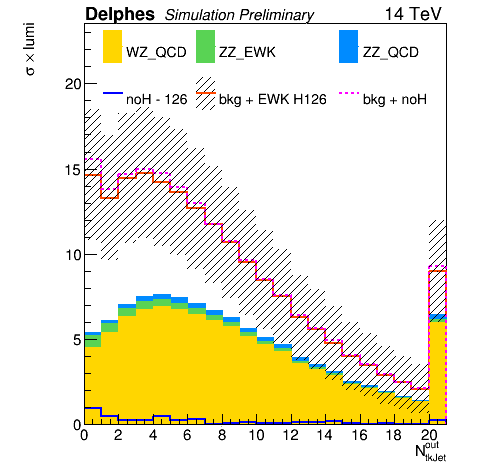 Delphes Simulation Preliminary 14 TeV
σ × lumi
WZ_QCD ZZ_EWK ZZ_QCD
noH - 126 bkg + EWK H126 bkg + noH
20
15
10
5
0
0 2 4 6 8 10 12 14 16 18 20
N^out_tkJet